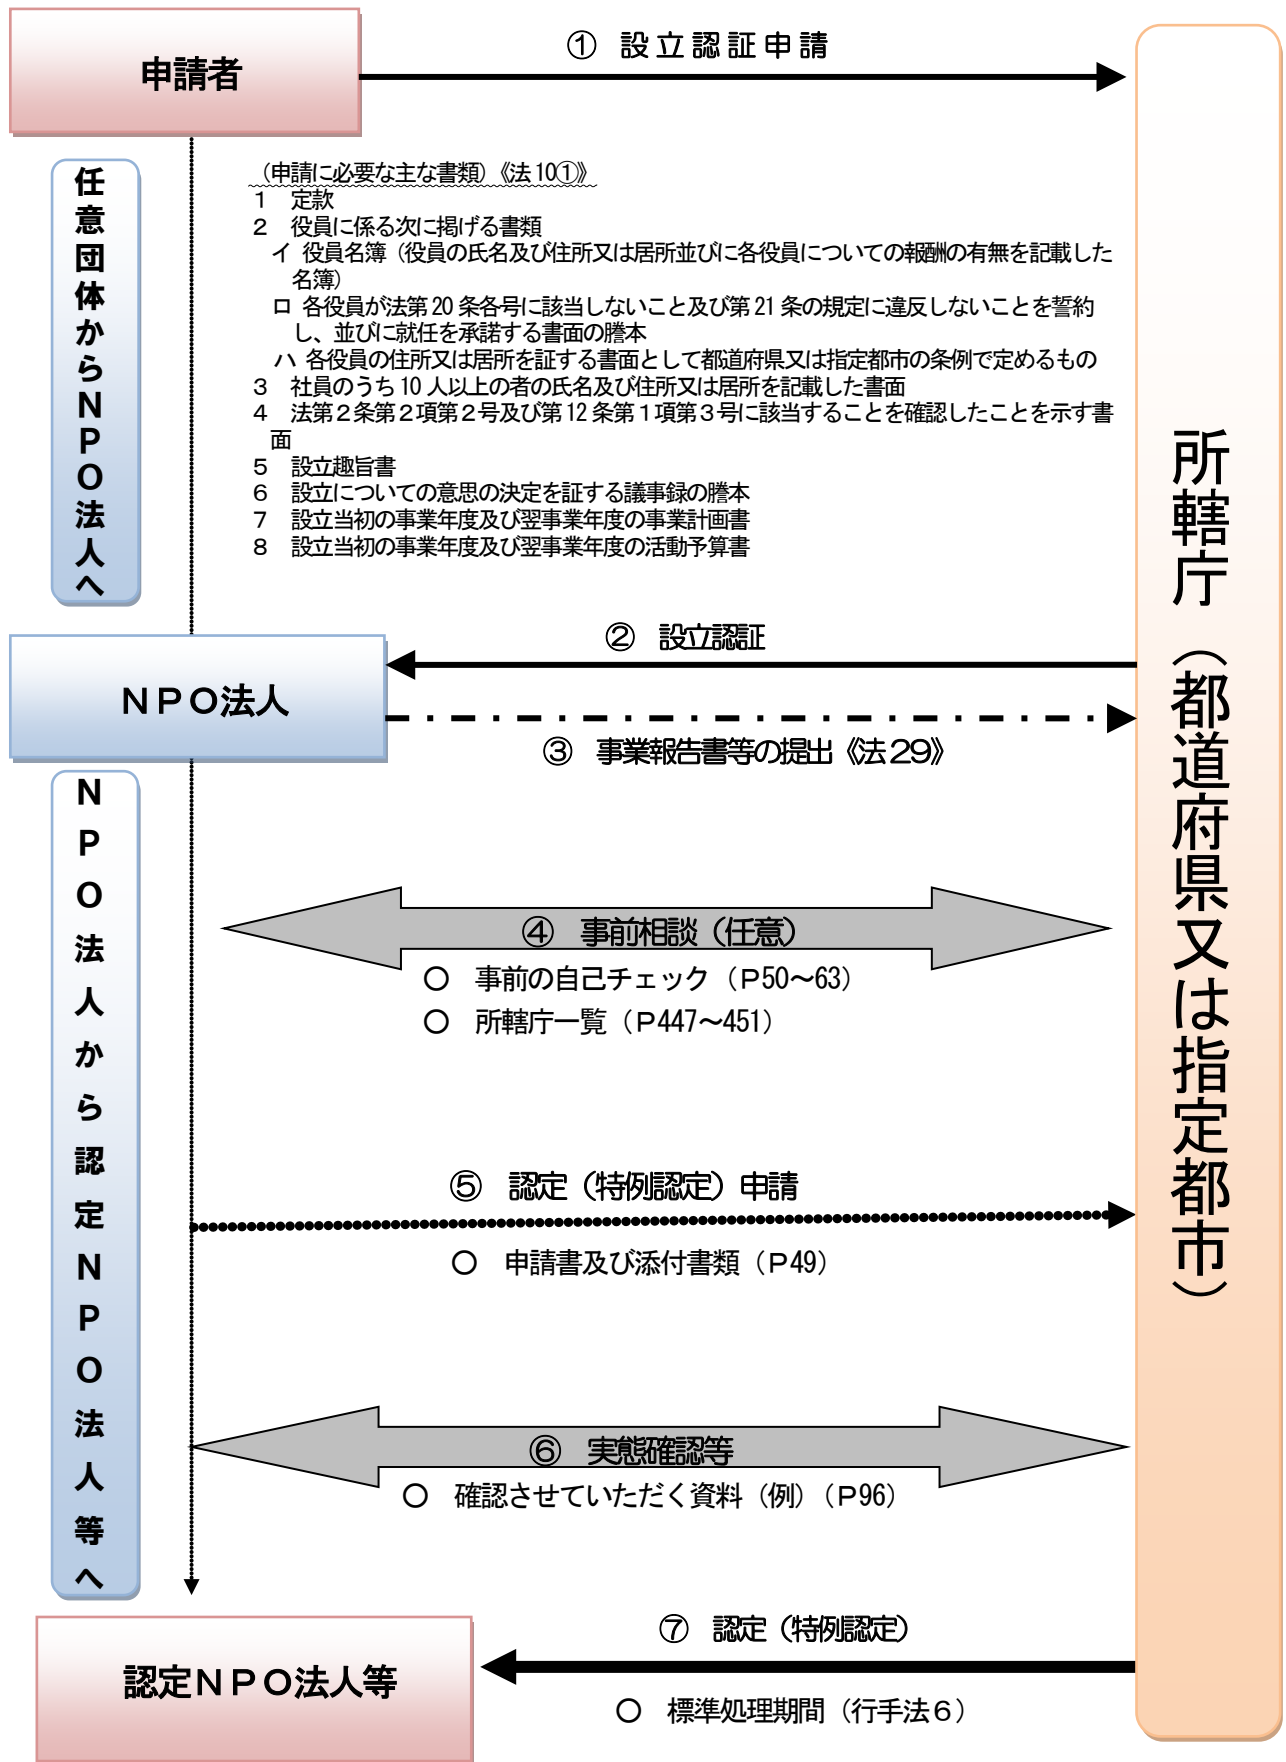 申請者
① 設立認証申請
任意団体からNPO法人へ
(申請に必要な主な書類)《法10①》
1 定款
2 役員に係る次に掲げる書類
イ 役員名簿(役員の氏名及び住所又は居所並びに各役員についての報酬の有無を記載した
名簿)
ロ 各役員が法第20条各号に該当しないこと及び第21条の規定に違反しないことを誓約
し、並びに就任を承諾する書面の謄本
ハ 各役員の住所又は居所を証する書面として都道府県又は指定都市の条例で定めるもの
3 社員のうち10人以上の者の氏名及び住所又は居所を記載した書面
4 法第2条第2項第2号及び第12条第1項第3号に該当することを確認したことを示す書
面
5 設立趣旨書
6 設立についての意思の決定を証する議事録の謄本
7 設立当初の事業年度及び翌事業年度の事業計画書
8 設立当初の事業年度及び翌事業年度の活動予算書
所轄庁(都道府県又は指定都市)
② 設立認証
NPO法人
③ 事業報告書等の提出《法29》
NPO法人から認定NPO法人等へ
④ 事前相談(任意)
○ 事前の自己チェック(P50~63)
○ 所轄庁一覧(P447~451)
⑤ 認定(特例認定)申請
○ 申請書及び添付書類(P49)
⑥ 実態確認等
○ 確認させていただく資料(例)(P96)
⑦ 認定(特例認定)
認定NPO法人等
○ 標準処理期間(行手法6)